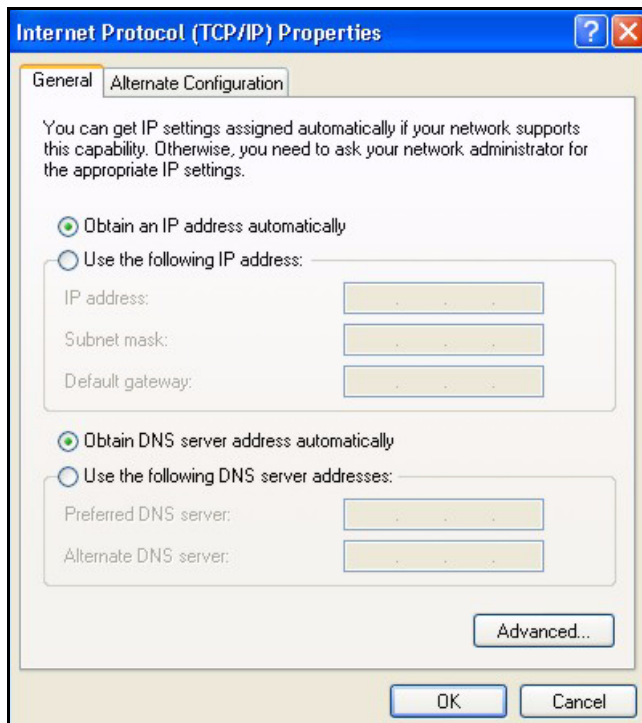 Internet Protocol (TCP/IP) Properties
General
Alternate Configuration
You can get IP settings assigned automatically if your network supports
this capability. Otherwise, you need to ask your network administrator for
the appropriate IP settings.
Obtain an IP address automatically
Use the following IP address:
IP address:
Subnet mask:
Default gateway:
Obtain DNS server address automatically
Use the following DNS server addresses:
Preferred DNS server:
Alternate DNS server:
Advanced...
OK
Cancel